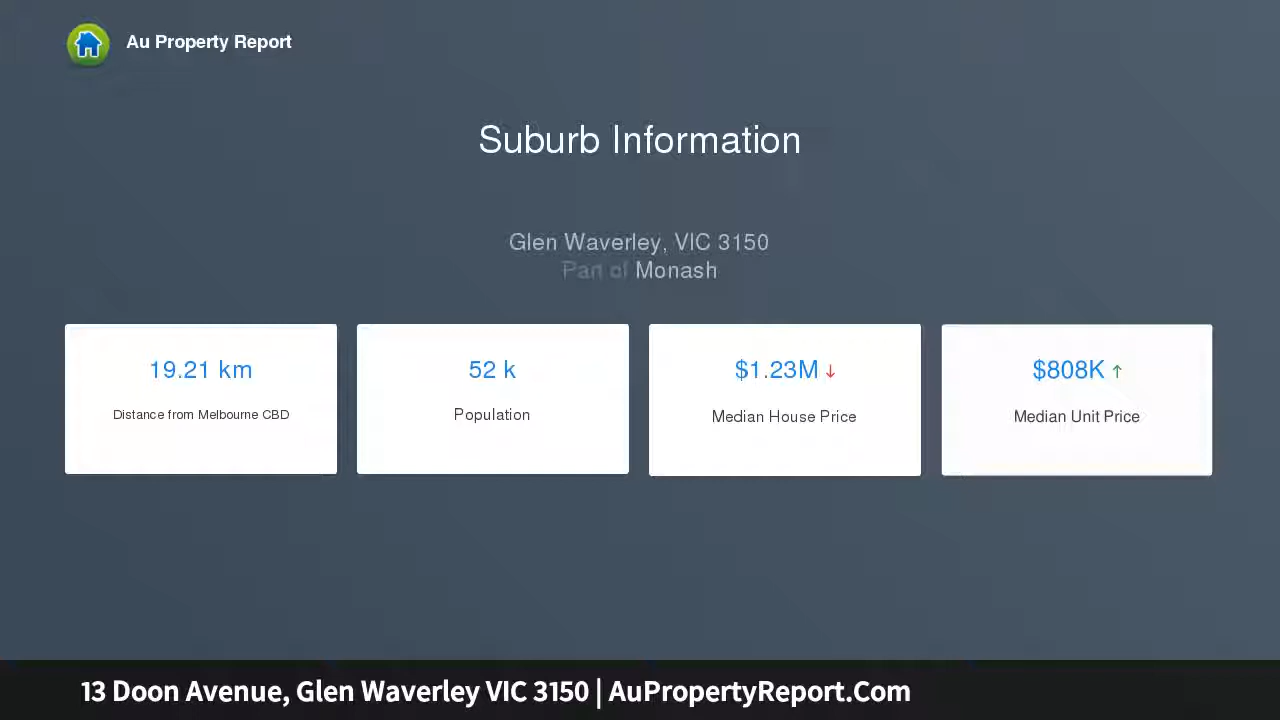 Au Property Report
Suburb Information
Glen Waverley, VIC 3150
Part of Monash
19.21 km
Distance from Melbourne CBD
52 k
Population
$1.23M ↓
Median House Price
$808K ↑
Median Unit Price
13 Doon Avenue, Glen Waverley VIC 3150 | AuPropertyReport.Com